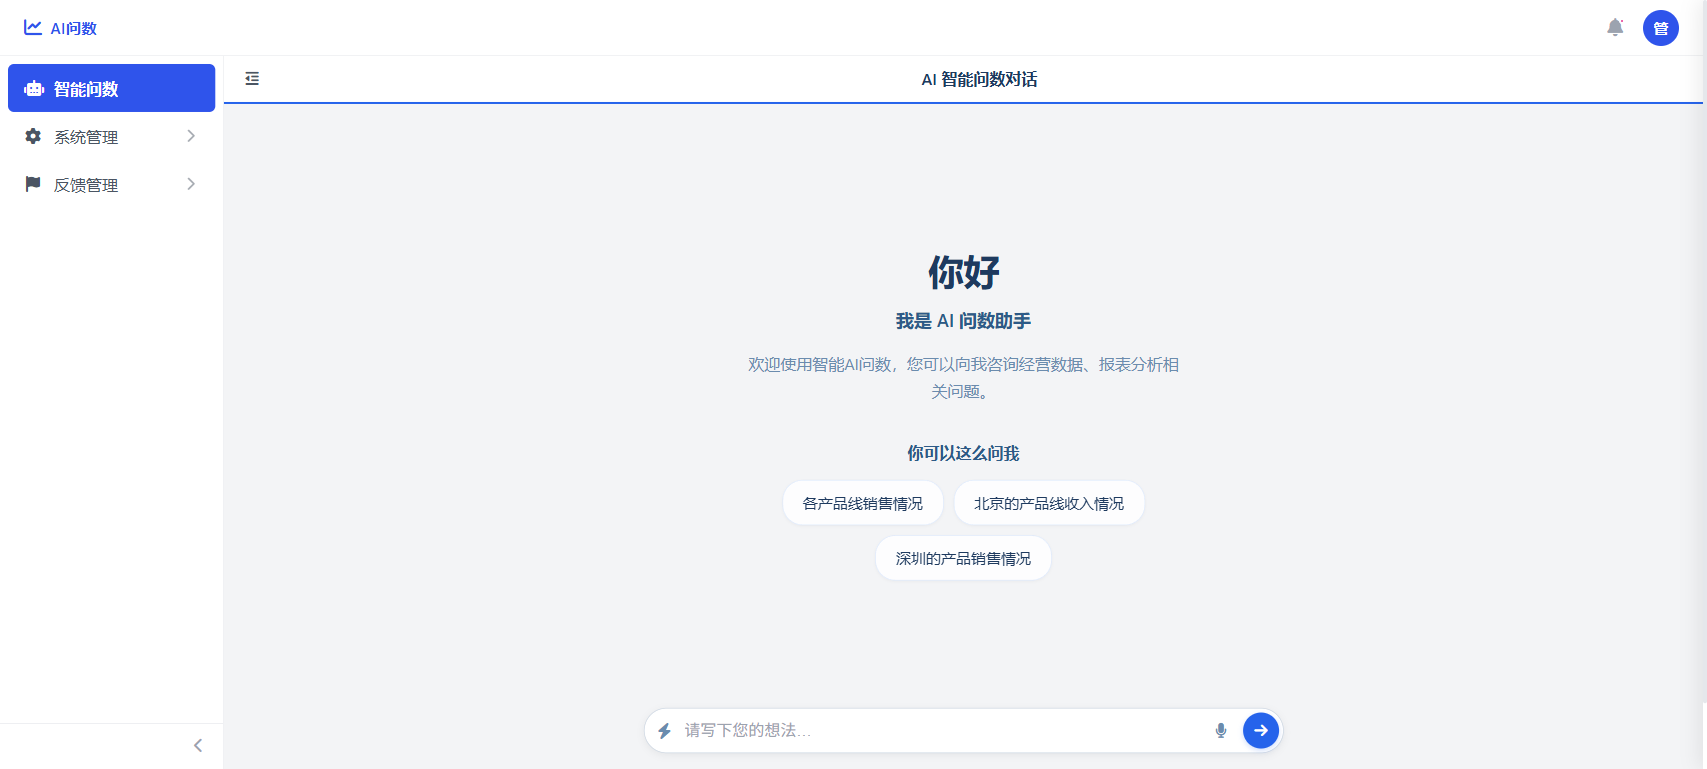 AI问数
管
智能问数
系统管理
反馈管理
AI 智能问数对话
你好
我是 AI 问数助手
欢迎使用智能AI问数，您可以向我咨询经营数据、报表分析相
关问题。
你可以这么问我
各产品线销售情况
北京的产品线收入情况
深圳的产品销售情况
请写下您的想法...